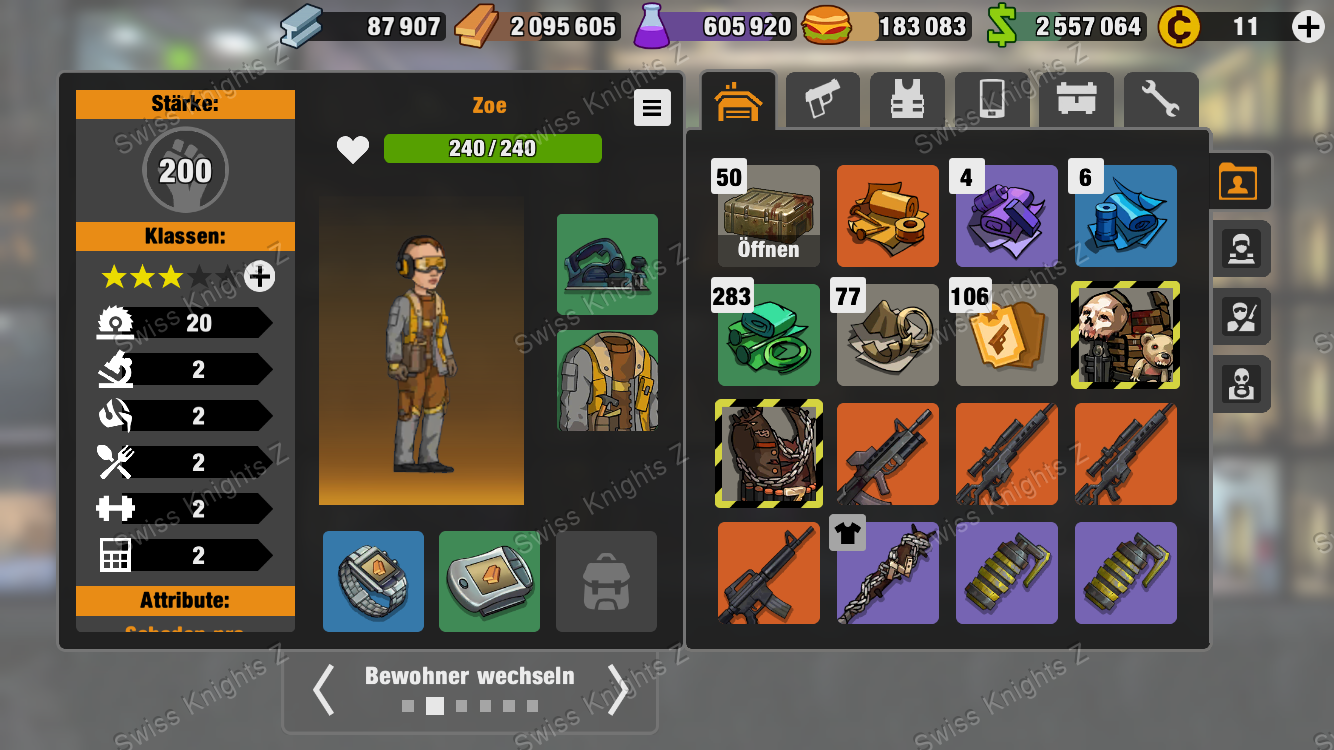 87 907
2 095 605
605 920
183 083
2 557 064
11
Stärke:
200
Klassen:
20
2
2
2
2
2
Attribute:
Zoe
240 / 240
50
Öffnen
4
6
283
77
106
Bewohner wechseln
Swiss Knights Z